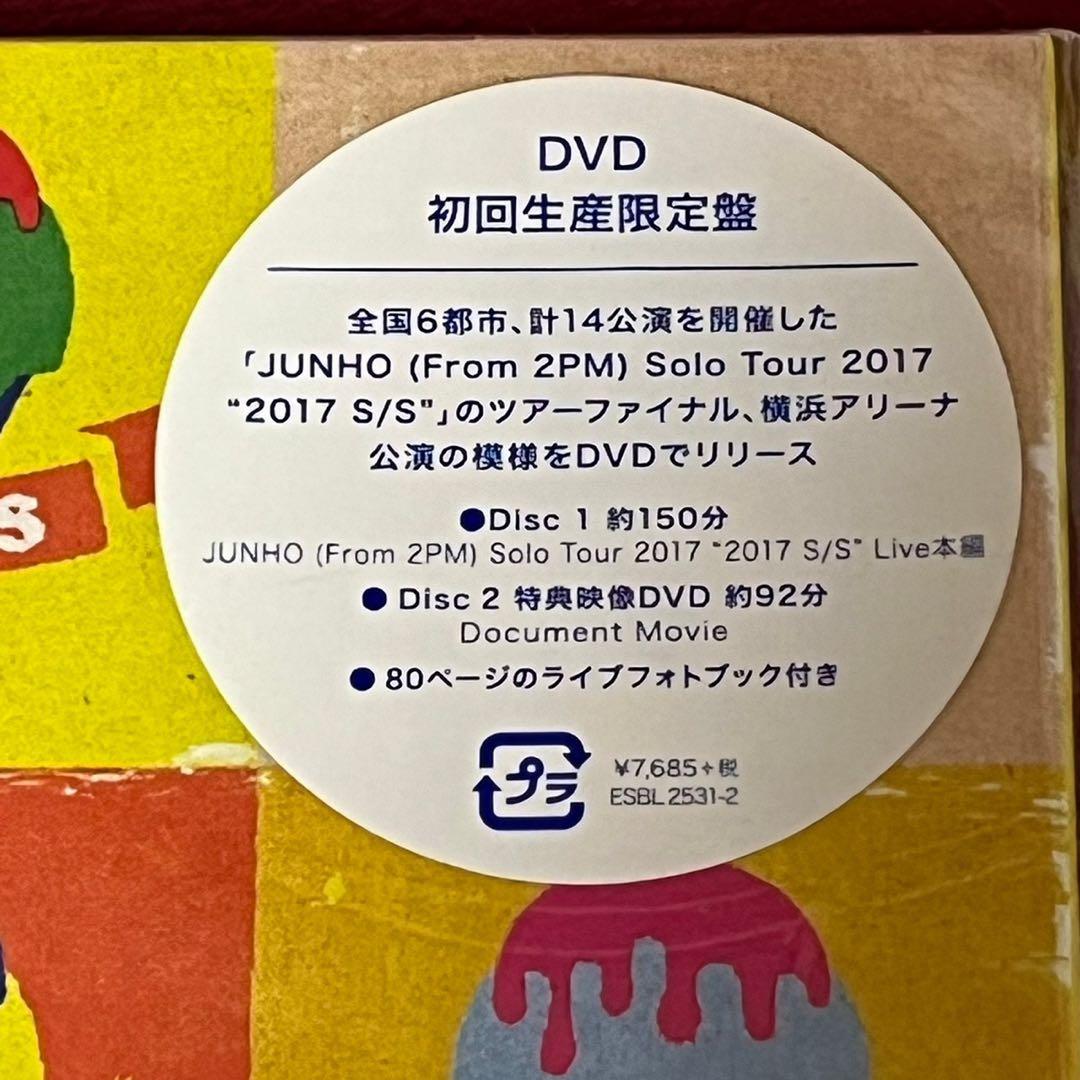 DVD
初回生産限定盤
全国6都市、計14公演を開催した
「JUNHO (From 2PM) Solo Tour 2017
“2017 S/S”」のツアーファイナル、横浜アリーナ
公演の模様をDVDでリリース
●Disc 1 約150分
JUNHO (From 2PM) Solo Tour 2017 “2017 S/S” Live本編
● Disc 2 特典映像DVD 約92分
Document Movie
● 80ページのライブフォトブック付き
プラ
¥7,685+税
ESBL 2531-2
S